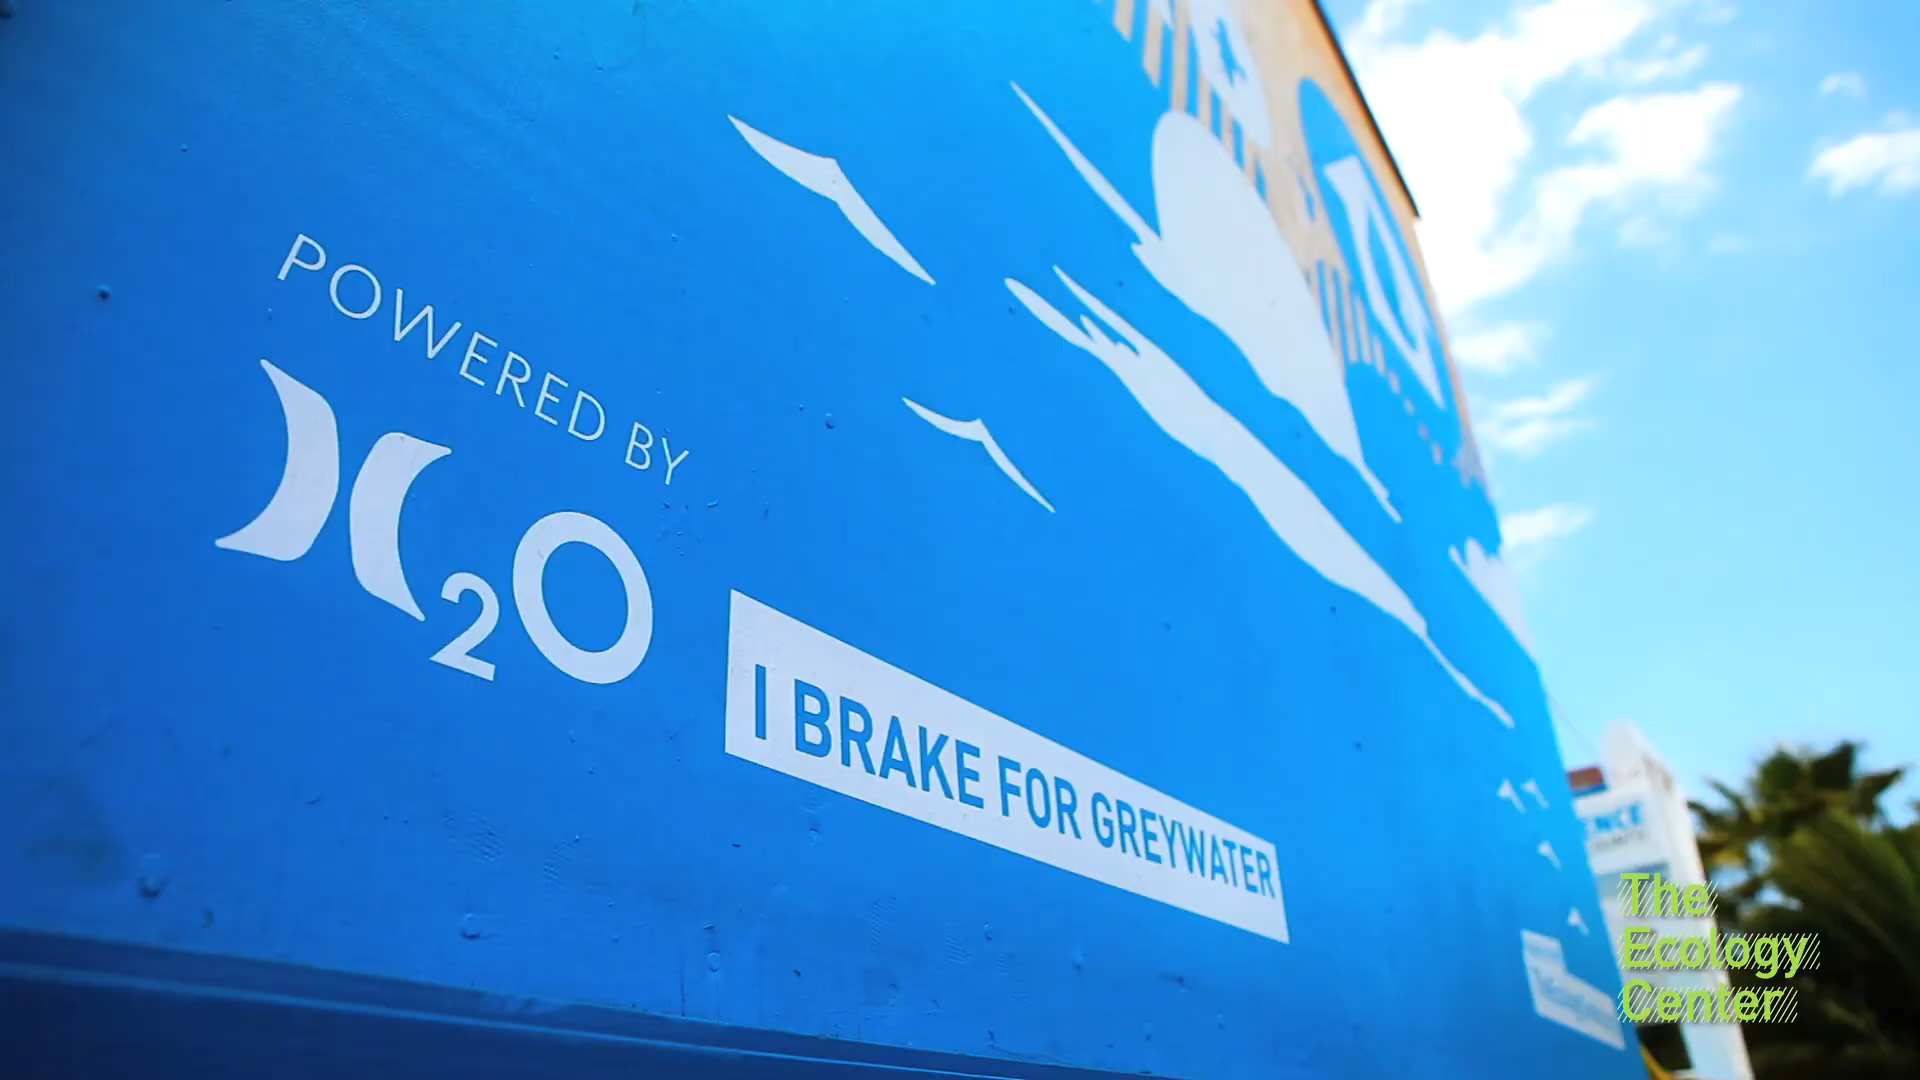 POWERED BY
H2O
I BRAKE FOR GREYWATER
The
Ecology
Center